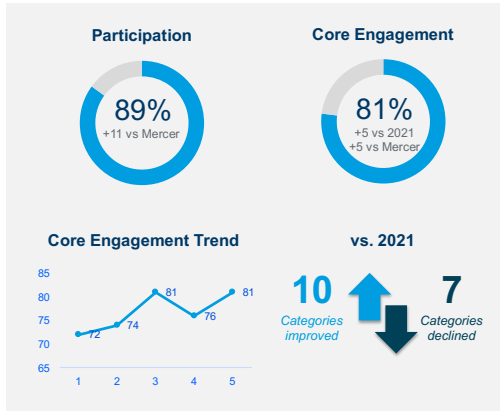 Participation
89%
+11 vs Mercer
Core Engagement
81%
+5 vs 2021
+5 vs Mercer
Core Engagement Trend
85
80
75
70
65
72
74
81
76
81
1 2 3 4 5
vs. 2021
10
Categories
improved
7
Categories
declined